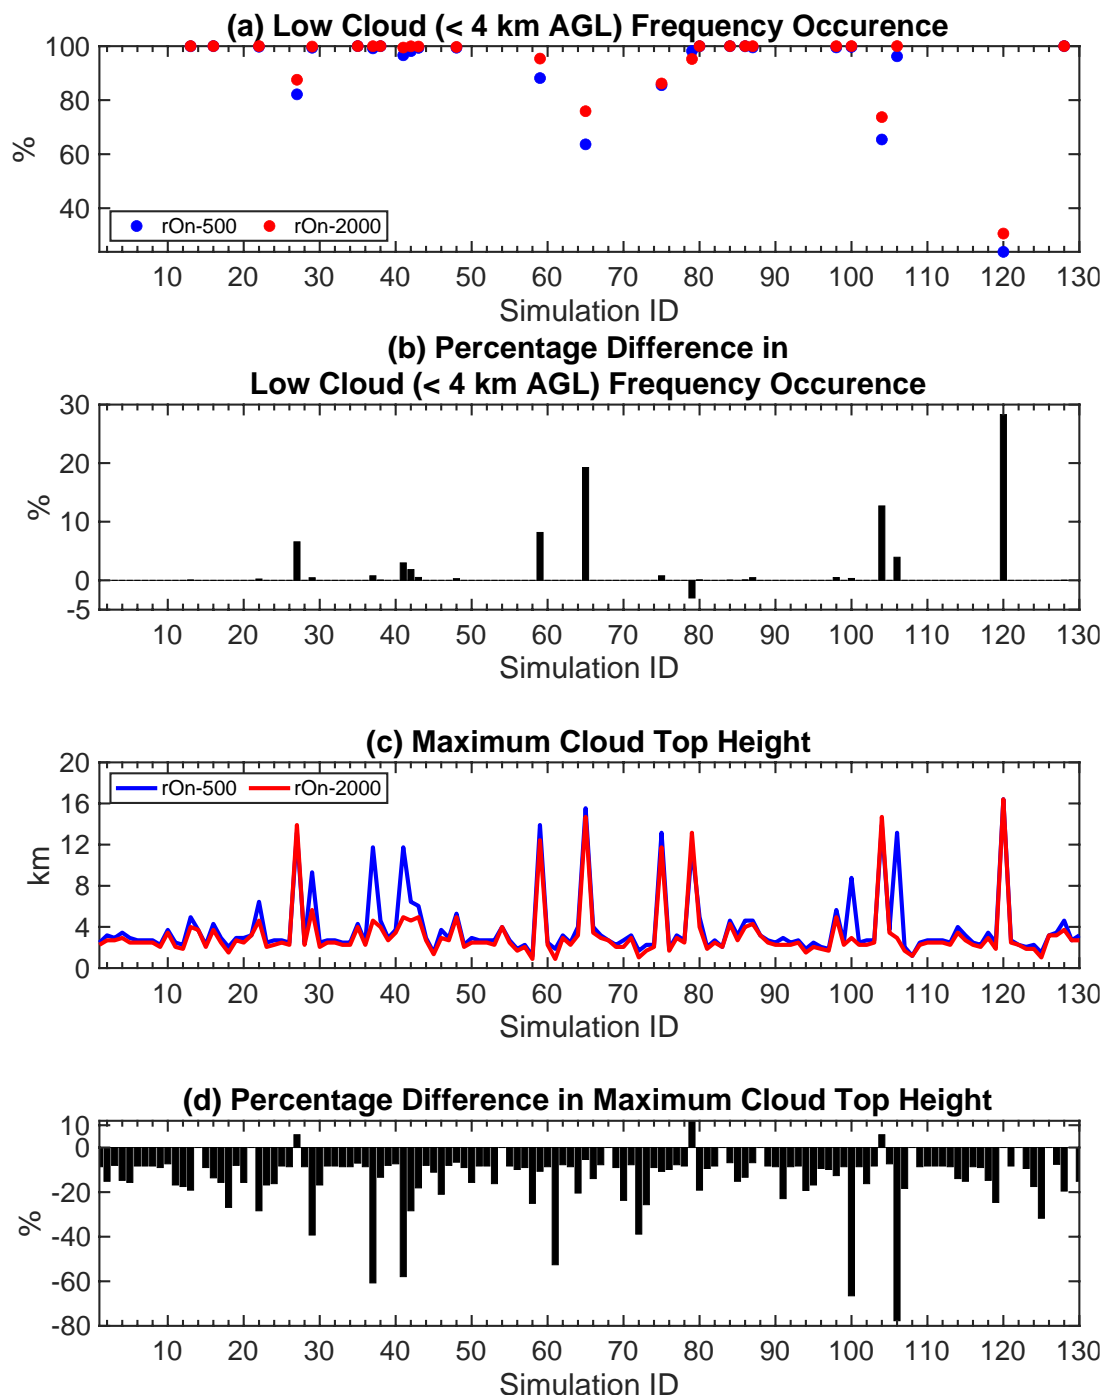 (a) Low Cloud (< 4 km AGL) Frequency Occurence
100
80
60
40
%
rOn-500 rOn-2000
10 20 30 40 50 60 70 80 90 100 110 120 130
Simulation ID
(b) Percentage Difference in
Low Cloud (< 4 km AGL) Frequency Occurence
30
20
10
0
-5
%
10 20 30 40 50 60 70 80 90 100 110 120 130
Simulation ID
(c) Maximum Cloud Top Height
20
16
12
8
4
0
km
rOn-500 rOn-2000
10 20 30 40 50 60 70 80 90 100 110 120 130
Simulation ID
(d) Percentage Difference in Maximum Cloud Top Height
10
0
-20
-40
-60
-80
%
10 20 30 40 50 60 70 80 90 100 110 120 130
Simulation ID